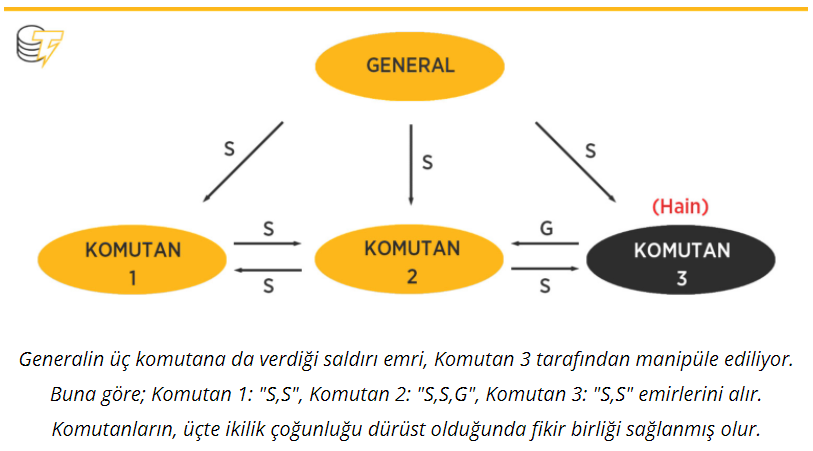 GENERAL
S
S
S
(Hain)
KOMUTAN
1
S
S
KOMUTAN
2
G
S
KOMUTAN
3
Generalin üç komutana da verdiği saldırı emri, Komutan 3 tarafından manipüle ediliyor.
Buna göre; Komutan 1: "S,S", Komutan 2: "S,S,G", Komutan 3: "S,S" emirlerini alır.
Komutanların, üçte ikilik çoğunluğu dürüst olduğunda fikir birliği sağlanmış olur.